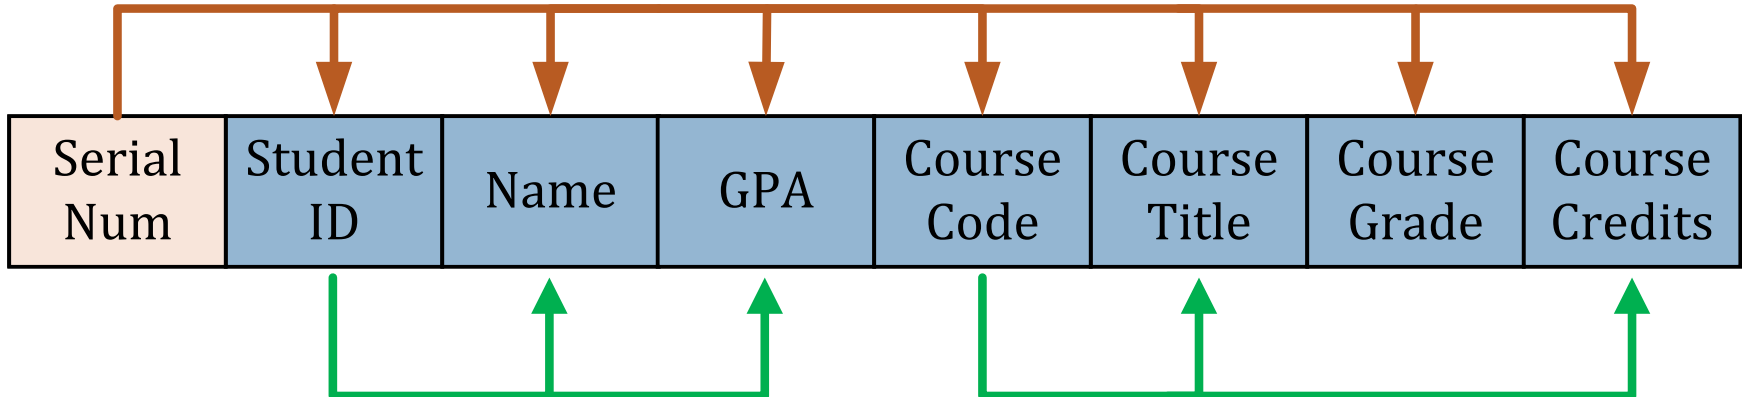 Serial
Num
Student
ID
Name
GPA
Course
Code
Course
Title
Course
Grade
Course
Credits